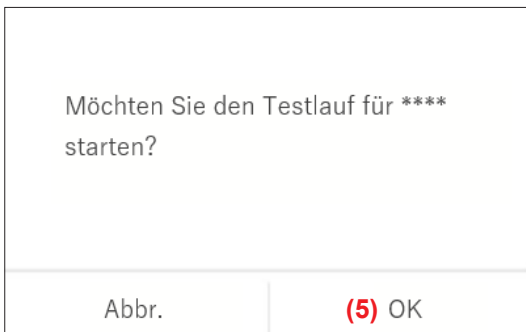 Möchten Sie den Testlauf für ****
starten?
Abbr.
(5) OK